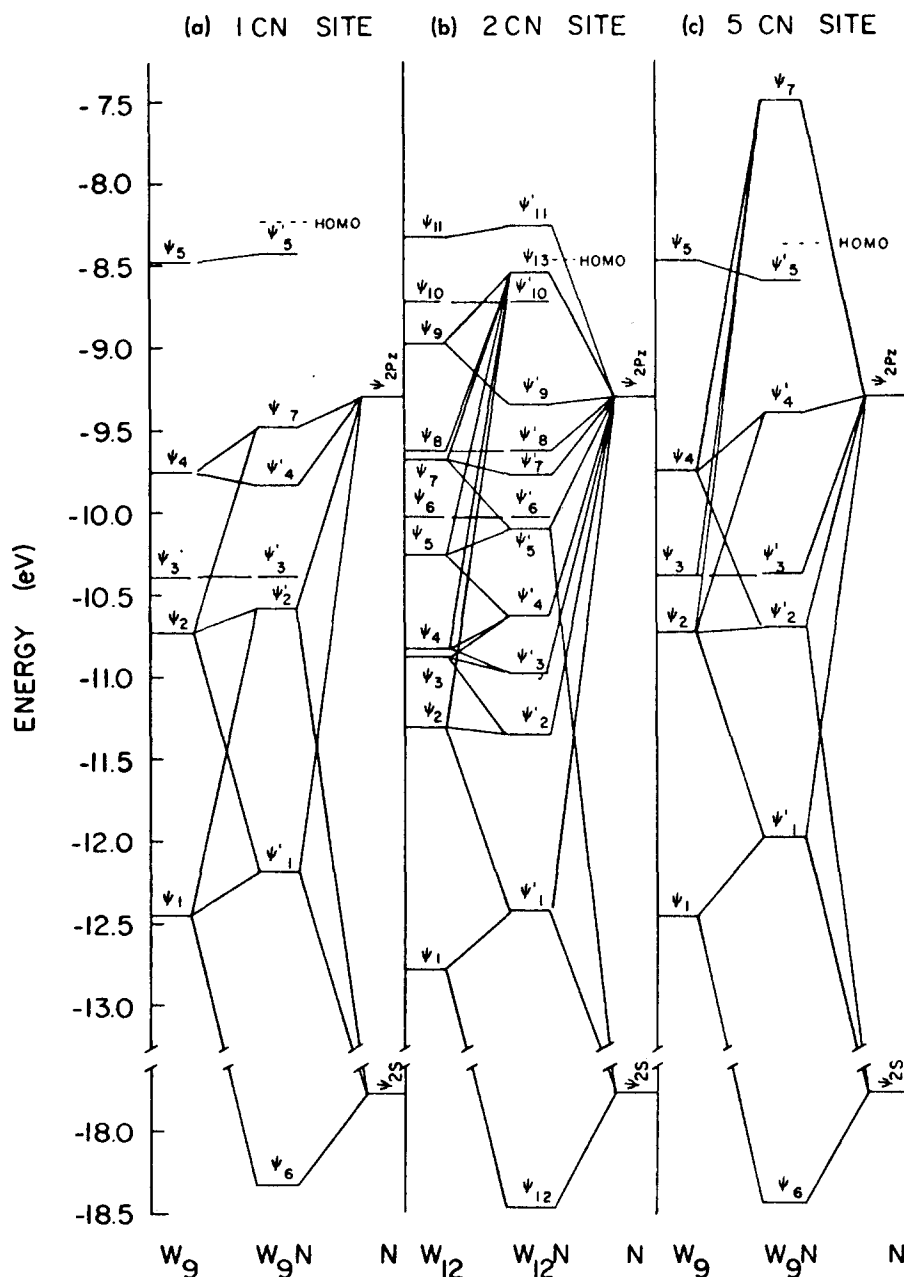 (a) 1 CN SITE
(b) 2 CN SITE
(c) 5 CN SITE
ENERGY (eV)
-7.5
-8.0
-8.5
-9.0
-9.5
-10.0
-10.5
-11.0
-11.5
-12.0
-12.5
-13.0
-18.0
-18.5
ψ5
ψ4
ψ3
ψ2
ψ1
HOMO
ψ'5
ψ7
ψ'4
ψ'3
ψ'2
ψ'1
ψ6
ψ2Pz
ψ2S
ψ11
ψ10
ψ9
ψ8
ψ7
ψ6
ψ5
ψ4
ψ3
ψ2
ψ1
ψ'11
ψ13
HOMO
ψ'10
ψ'9
ψ'8
ψ'7
ψ'6
ψ'5
ψ'4
ψ'3
ψ'2
ψ'1
ψ12
ψ2Pz
ψ2S
ψ5
ψ4
ψ3
ψ2
ψ1
ψ7
HOMO
ψ'5
ψ'4
ψ'3
ψ'2
ψ'1
ψ6
ψ2Pz
ψ2S
W9 W9N N
W12 W12N N
W9 W9N N